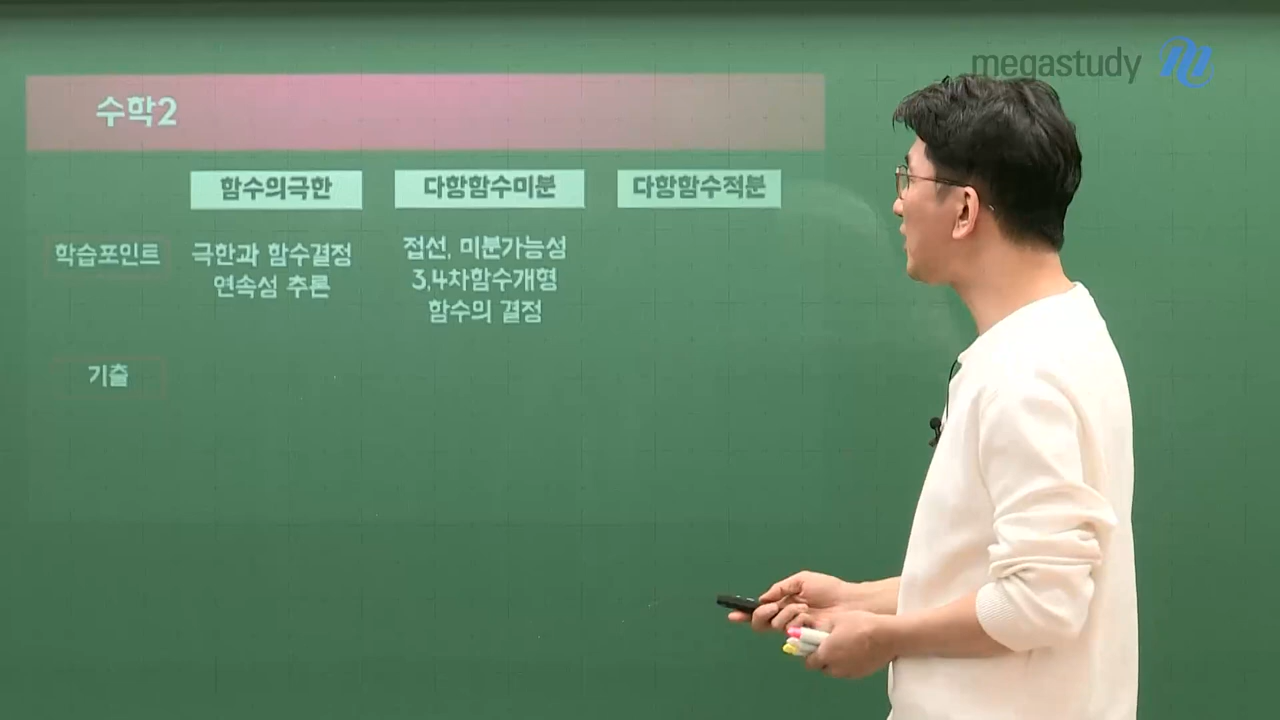 megastudy
수학2
함수의극한
다항함수미분
다항함수적분
학습포인트
극한과 함수결정
연속성 추론
접선, 미분가능성
3,4차함수개형
함수의 결정
기출